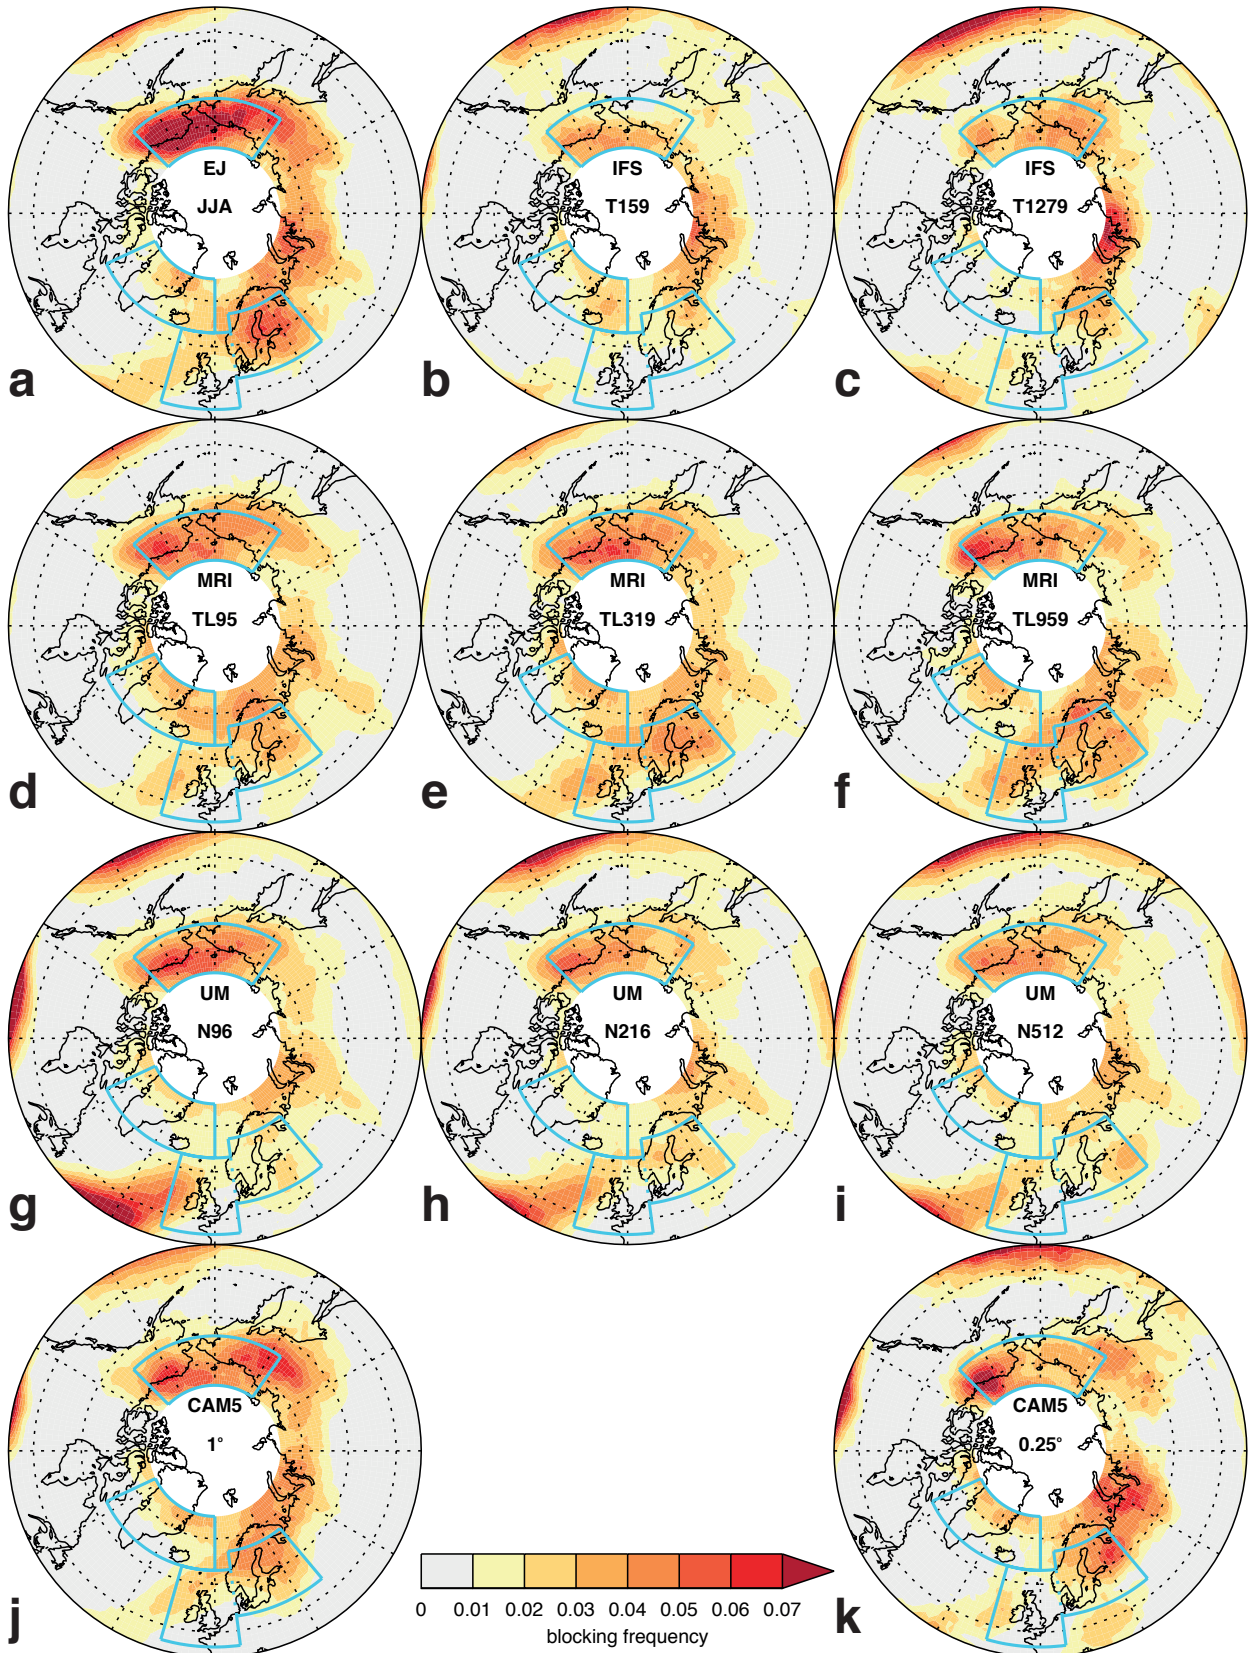 EJ
JJA
a
IFS
T159
b
IFS
T1279
c
MRI
TL95
d
MRI
TL319
e
MRI
TL959
f
UM
N96
g
UM
N216
h
UM
N512
i
CAM5
1°
j
CAM5
0.25°
k
0 0.01 0.02 0.03 0.04 0.05 0.06 0.07
blocking frequency